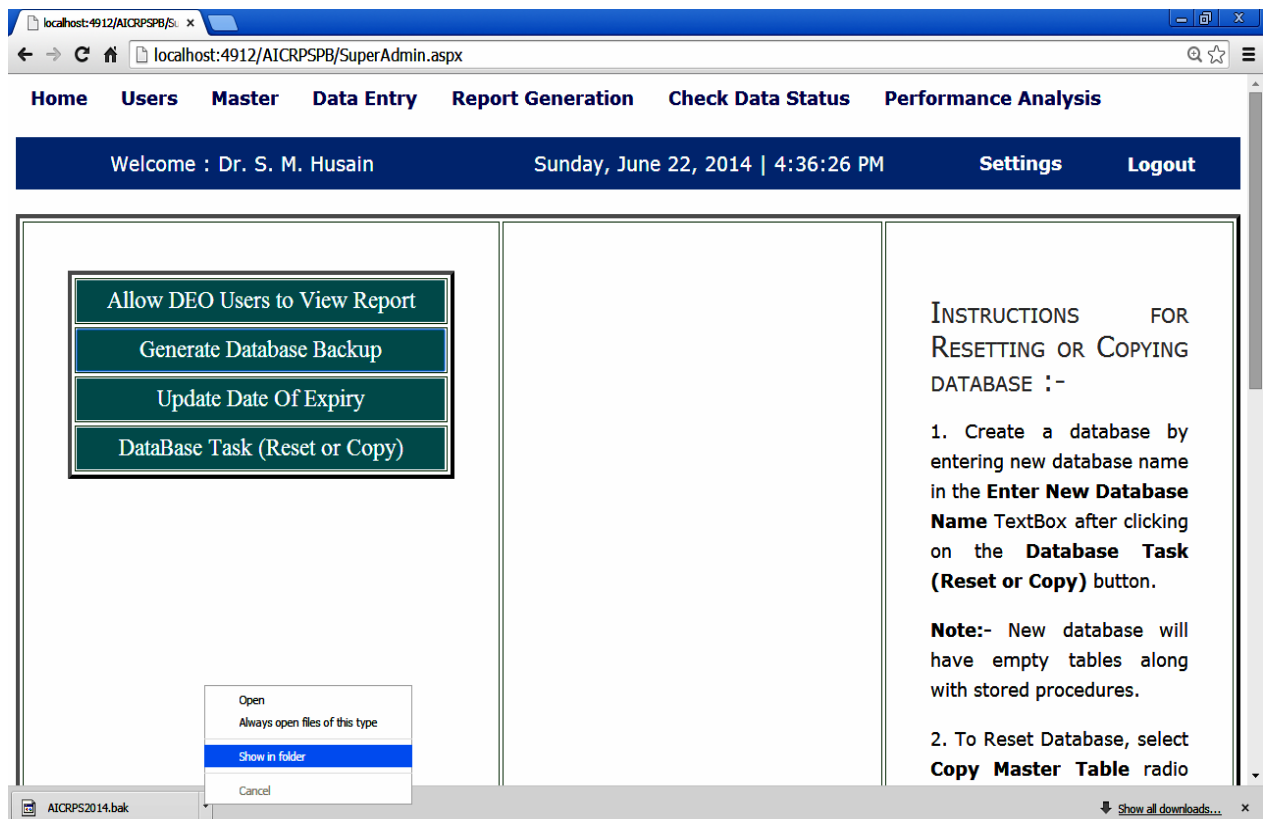 localhost:4912/AICRPSPB/Su
localhost:4912/AICRPSPB/SuperAdmin.aspx
Home Users Master Data Entry Report Generation Check Data Status Performance Analysis
Welcome : Dr. S. M. Husain Sunday, June 22, 2014 | 4:36:26 PM Settings Logout
Allow DEO Users to View Report
Generate Database Backup
Update Date Of Expiry
DataBase Task (Reset or Copy)
INSTRUCTIONS FOR
RESETTING OR COPYING
DATABASE :-
1. Create a database by
entering new database name
in the Enter New Database
Name TextBox after clicking
on the Database Task
(Reset or Copy) button.
Note:- New database will
have empty tables along
with stored procedures.
2. To Reset Database, select
Copy Master Table radio
Open
Always open files of this type
Show in folder
Cancel
AICRPS2014.bak
Show all downloads...